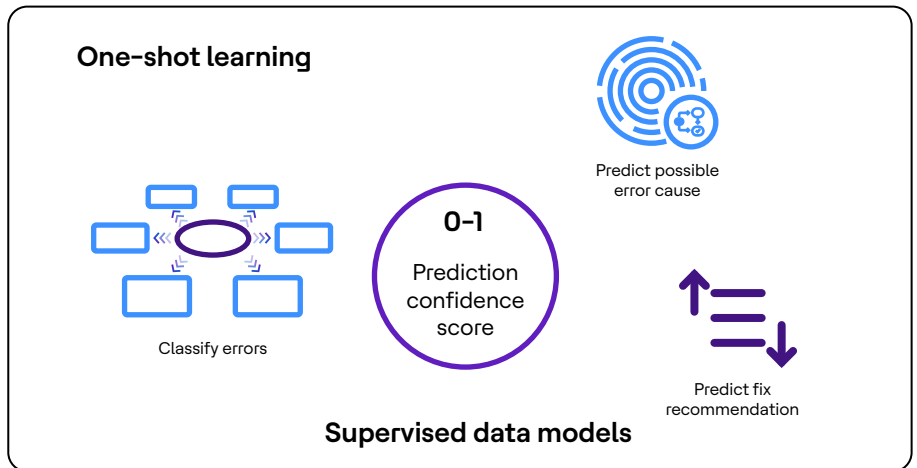 One-shot learning
Predict possible
error cause
0-1
Prediction
confidence
score
Classify errors
Predict fix
recommendation
Supervised data models